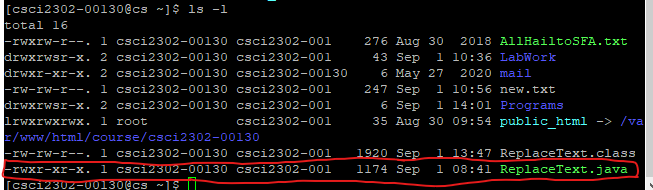 [csci2302-00130@cs ~]$ ls -l
total 16
-rwxrw-r--. 1 csci2302-00130 csci2302-001 276 Aug 30 2018 AllHailtoSFA.txt
drwxrwsr-x. 2 csci2302-00130 csci2302-001 43 Sep 1 10:36 LabWork
drwxr-xr-x. 2 csci2302-00130 csci2302-00130 6 May 27 2020 mail
-rw-rw-r--. 1 csci2302-00130 csci2302-001 247 Sep 1 10:56 new.txt
drwxrwsr-x. 2 csci2302-00130 csci2302-001 6 Sep 1 14:01 Programs
lrwxrwxrwx. 1 root csci2302-001 35 Aug 30 09:54 public_html -> /va
r/www/html/course/csci2302-00130
-rw-rw-r--. 1 csci2302-00130 csci2302-001 1920 Sep 1 13:47 ReplaceText.class
-rwxr-xr-x. 1 csci2302-00130 csci2302-001 1174 Sep 1 08:41 ReplaceText.java
[csci2302-00130@cs ~]$